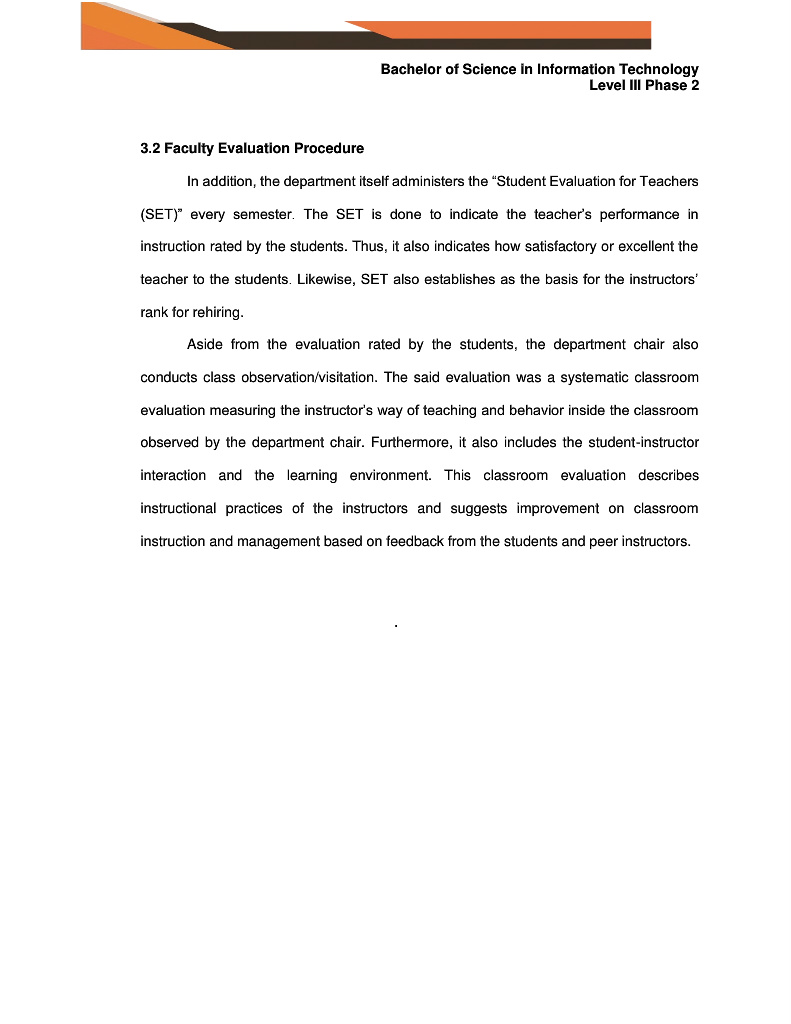 Bachelor of Science in Information Technology
Level III Phase 2
3.2 Faculty Evaluation Procedure
In addition, the department itself administers the “Student Evaluation for Teachers
(SET)” every semester. The SET is done to indicate the teacher’s performance in
instruction rated by the students. Thus, it also indicates how satisfactory or excellent the
teacher to the students. Likewise, SET also establishes as the basis for the instructors’
rank for rehiring.
Aside from the evaluation rated by the students, the department chair also
conducts class observation/visitation. The said evaluation was a systematic classroom
evaluation measuring the instructor’s way of teaching and behavior inside the classroom
observed by the department chair. Furthermore, it also includes the student-instructor
interaction and the learning environment. This classroom evaluation describes
instructional practices of the instructors and suggests improvement on classroom
instruction and management based on feedback from the students and peer instructors.
.